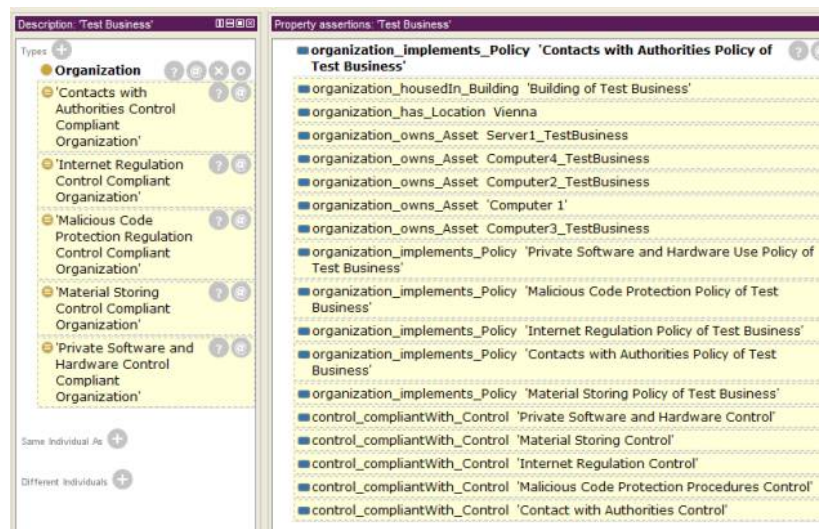 Description: 'Test Business'
Types
Organization
'Contacts with
Authorities Control
Compliant
Organization'
'Internet Regulation
Control Compliant
Organization'
'Malicious Code
Protection Regulation
Control Compliant
Organization'
'Material Storing
Control Compliant
Organization'
'Private Software and
Hardware Control
Compliant
Organization'
Same Individual As
Different Individuals
Property assertions: 'Test Business'
organization_implements_Policy 'Contacts with Authorities Policy of
Test Business'
organization_housedIn_Building 'Building of Test Business'
organization_has_Location Vienna
organization_owns_Asset Server1_TestBusiness
organization_owns_Asset Computer4_TestBusiness
organization_owns_Asset Computer2_TestBusiness
organization_owns_Asset 'Computer 1'
organization_owns_Asset Computer3_TestBusiness
organization_implements_Policy 'Private Software and Hardware Use Policy of
Test Business'
organization_implements_Policy 'Malicious Code Protection Policy of Test
Business'
organization_implements_Policy 'Internet Regulation Policy of Test Business'
organization_implements_Policy 'Contacts with Authorities Policy of Test
Business'
organization_implements_Policy 'Material Storing Policy of Test Business'
control_compliantWith_Control 'Private Software and Hardware Control'
control_compliantWith_Control 'Material Storing Control'
control_compliantWith_Control 'Internet Regulation Control'
control_compliantWith_Control 'Malicious Code Protection Procedures Control'
control_compliantWith_Control 'Contact with Authorities Control'